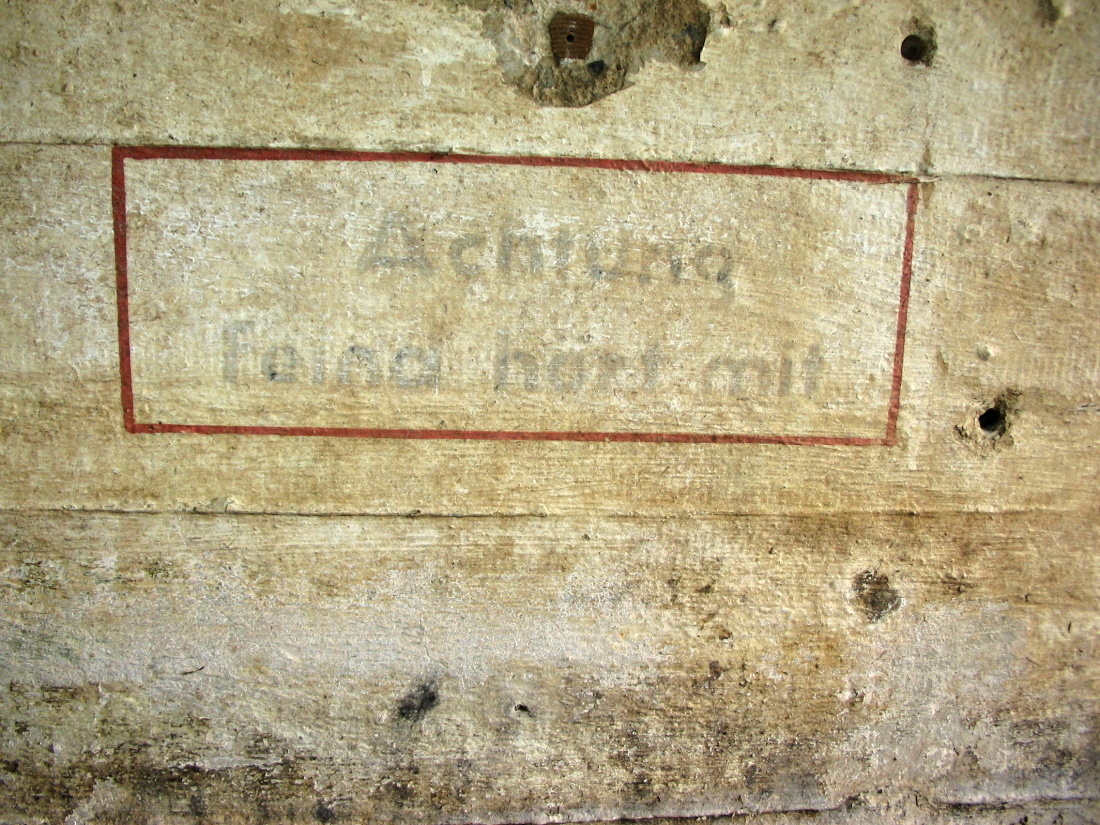 Achtung
Feind hört mit